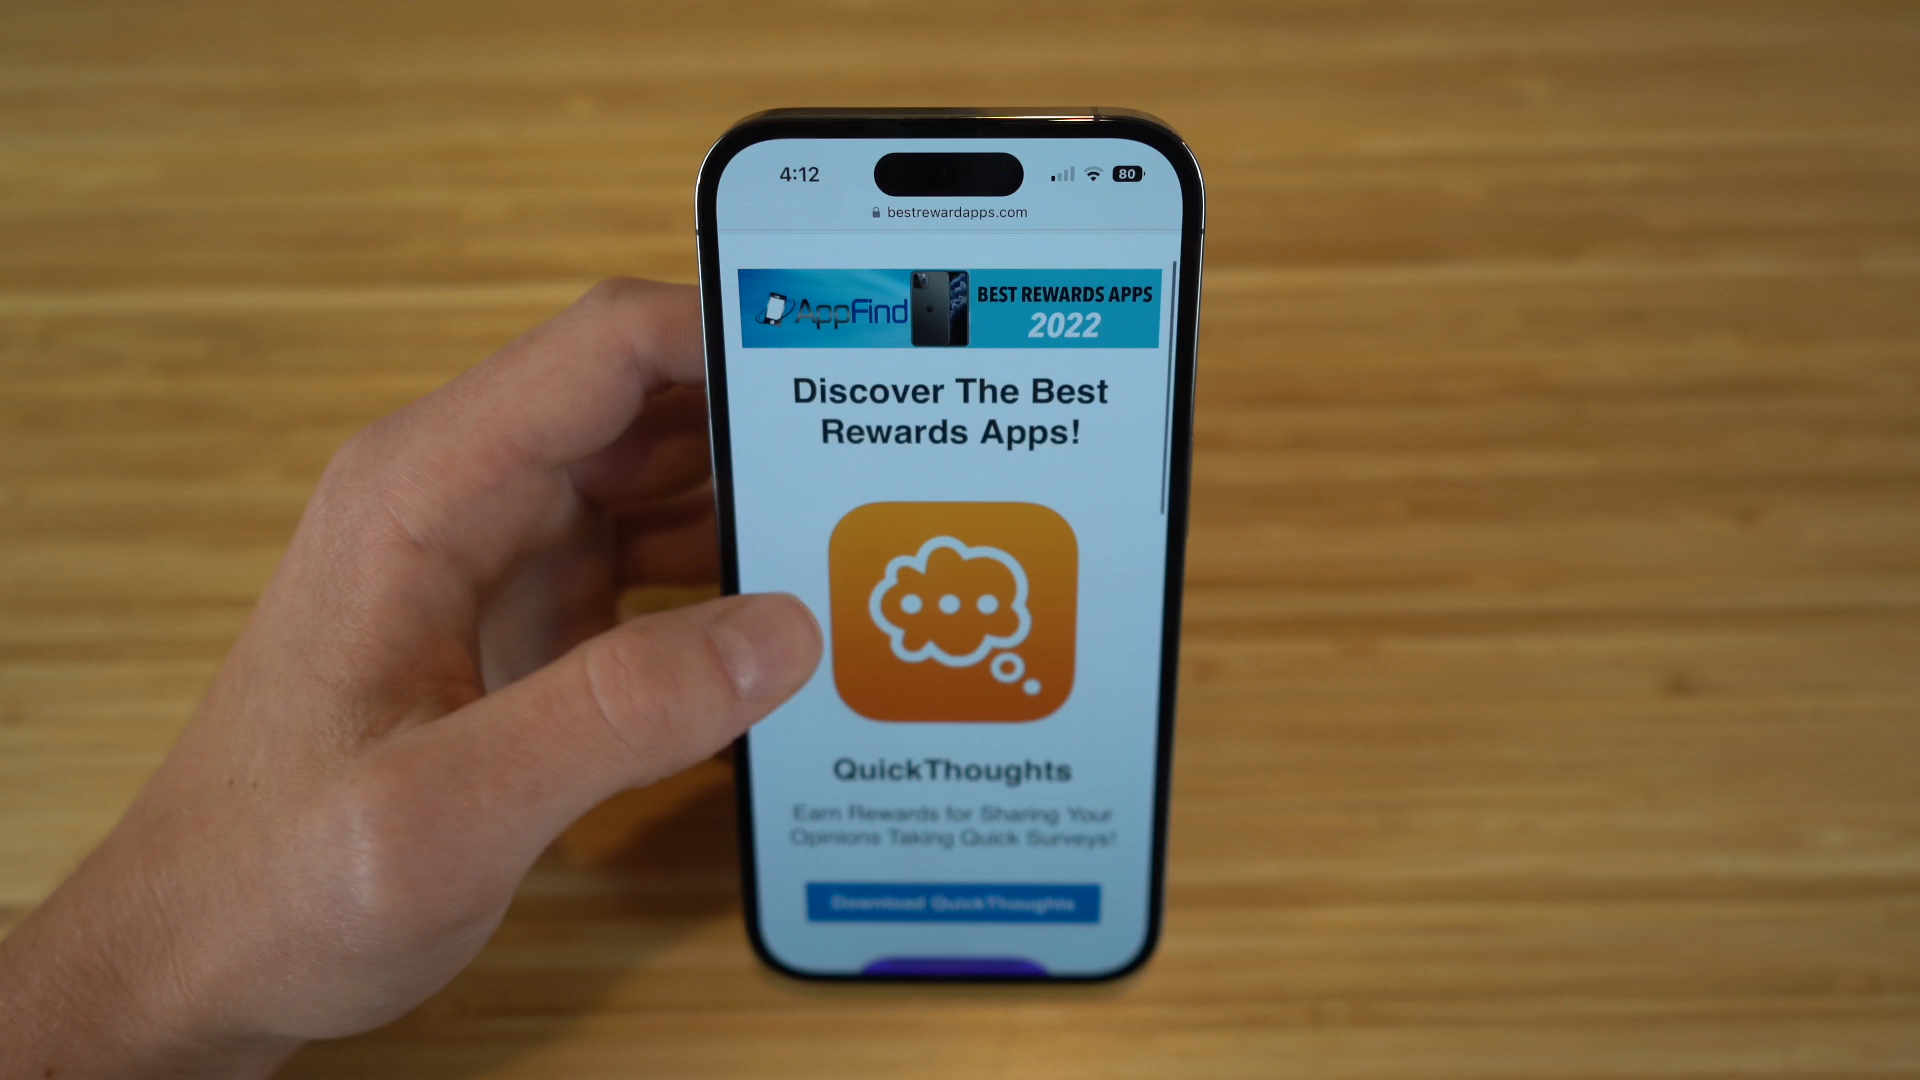 4:12
80
bestrewardapps.com
AppFind
BEST REWARDS APPS
2022
Discover The Best
Rewards Apps!
QuickThoughts
Earn Rewards for Sharing Your
Opinions Taking Quick Surveys!
Download QuickThoughts